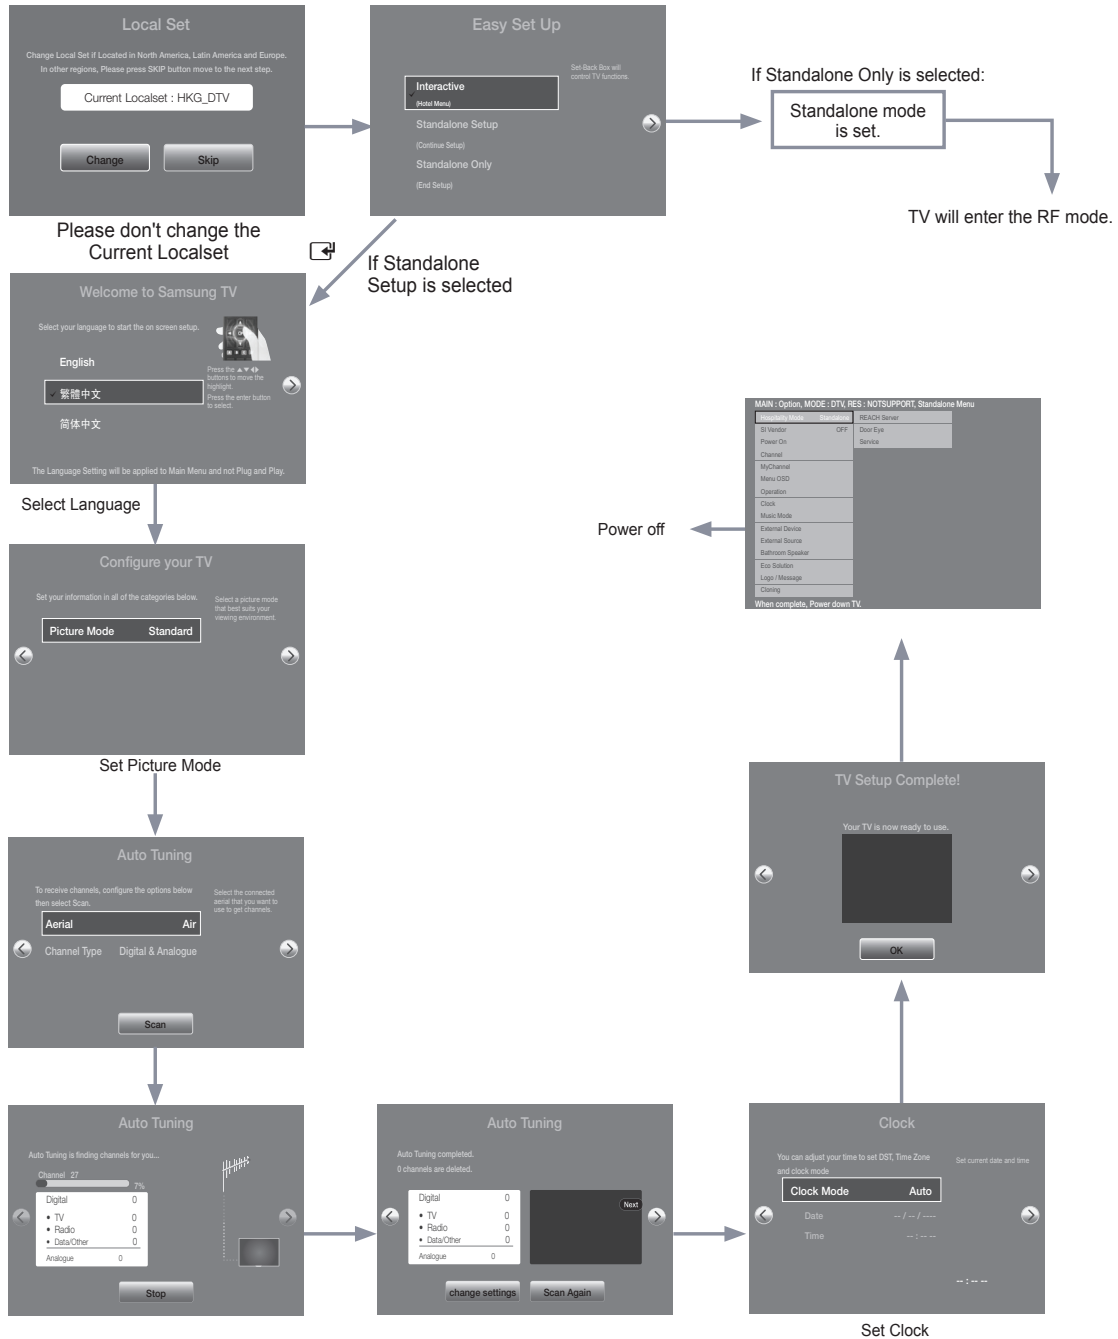 Local Set
Change Local Set if Located in North America, Latin America and Europe.
In other regions, Please press SKIP button move to the next step.
Current Localset : HKG_DTV
Change
Skip
Please don't change the
Current Localset
Easy Set Up
Set-Back Box will
control TV functions.
Interactive
(Hotel Menu)
Standalone Setup
(Continue Setup)
Standalone Only
(End Setup)
If Standalone Only is selected:
Standalone mode
is set.
TV will enter the RF mode.
If Standalone
Setup is selected
Welcome to Samsung TV
Select your language to start the on screen setup.
English
繁體中文
简体中文
Press the ▲▼◀▶
buttons to move the
highlight.
Press the enter button
to select.
The Language Setting will be applied to Main Menu and not Plug and Play.
Select Language
Configure your TV
Set your information in all of the categories below.
Select a picture mode
that best suits your
viewing environment.
Picture Mode Standard
Set Picture Mode
Auto Tuning
To receive channels, configure the options below
then select Scan.
Select the connected
aerial that you want to
use to get channels.
Aerial Air
Channel Type Digital & Analogue
Scan
Auto Tuning
Auto Tuning is finding channels for you...
Channel 27
7%
Digital 0
• TV 0
• Radio 0
• Data/Other 0
Analogue 0
Stop
Auto Tuning
Auto Tuning completed.
0 channels are deleted.
Digital 0
• TV 0
• Radio 0
• Data/Other 0
Analogue 0
Next
change settings
Scan Again
Clock
You can adjust your time to set DST, Time Zone
and clock mode
Set current date and time
Clock Mode Auto
Date -- / -- / ----
Time -- : -- --
-- : -- --
Set Clock
TV Setup Complete!
Your TV is now ready to use.
OK
MAIN : Option, MODE : DTV, RES : NOTSUPPORT, Standalone Menu
Hospitality Mode Standalone
SI Vendor OFF
Power On
Channel
MyChannel
Menu OSD
Operation
Clock
Music Mode
External Device
External Source
Bathroom Speaker
Eco Solution
Logo / Message
Cloning
REACH Server
Door Eye
Service
When complete, Power down TV.
Power off